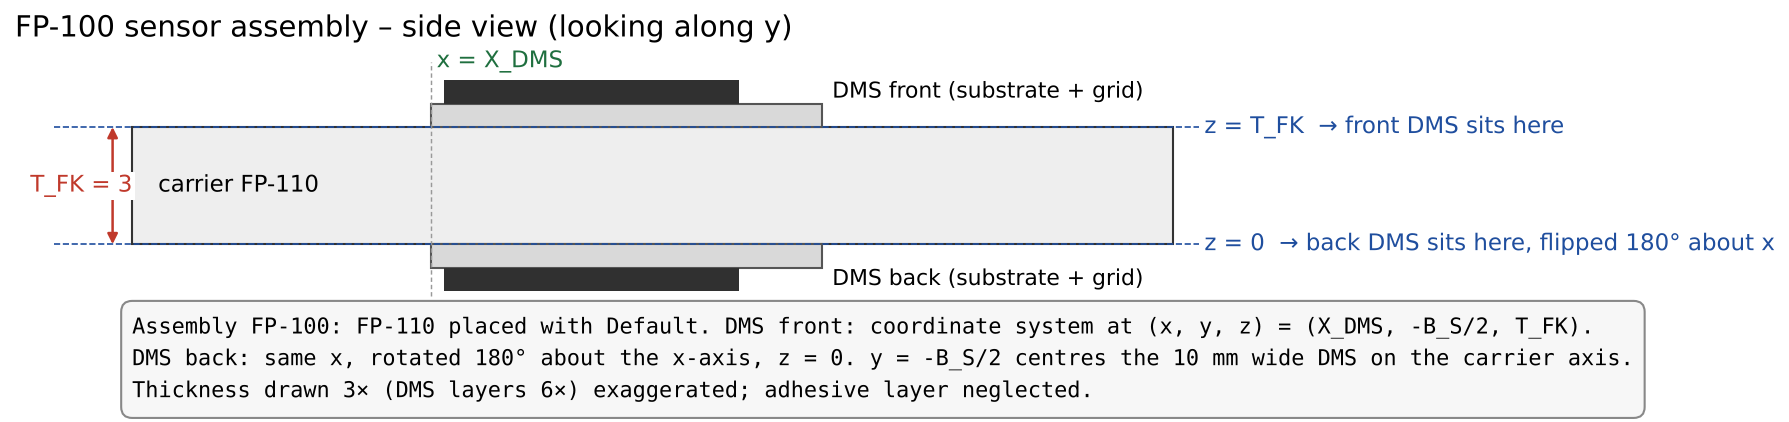 FP-100 sensor assembly – side view (looking along y)
x = X_DMS
DMS front (substrate + grid)
z = T_FK → front DMS sits here
T_FK = 3
carrier FP-110
z = 0 → back DMS sits here, flipped 180° about x
DMS back (substrate + grid)
Assembly FP-100: FP-110 placed with Default. DMS front: coordinate system at (x, y, z) = (X_DMS, -B_S/2, T_FK).
DMS back: same x, rotated 180° about the x-axis, z = 0. y = -B_S/2 centres the 10 mm wide DMS on the carrier axis.
Thickness drawn 3× (DMS layers 6×) exaggerated; adhesive layer neglected.